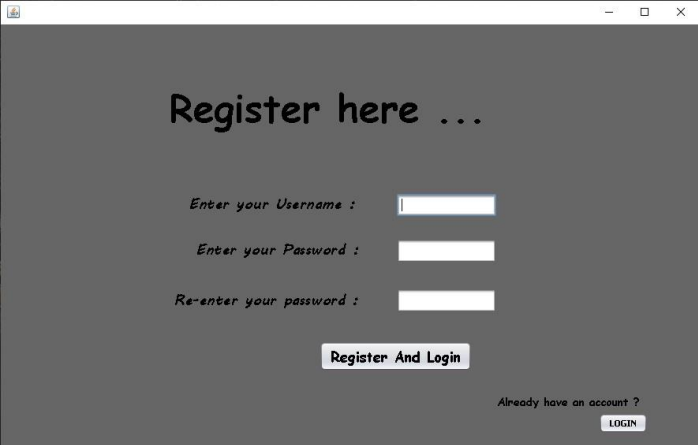 Register here ...
Enter your Username :
Enter your Password :
Re-enter your password :
Register And Login
Already have an account ?
LOGIN